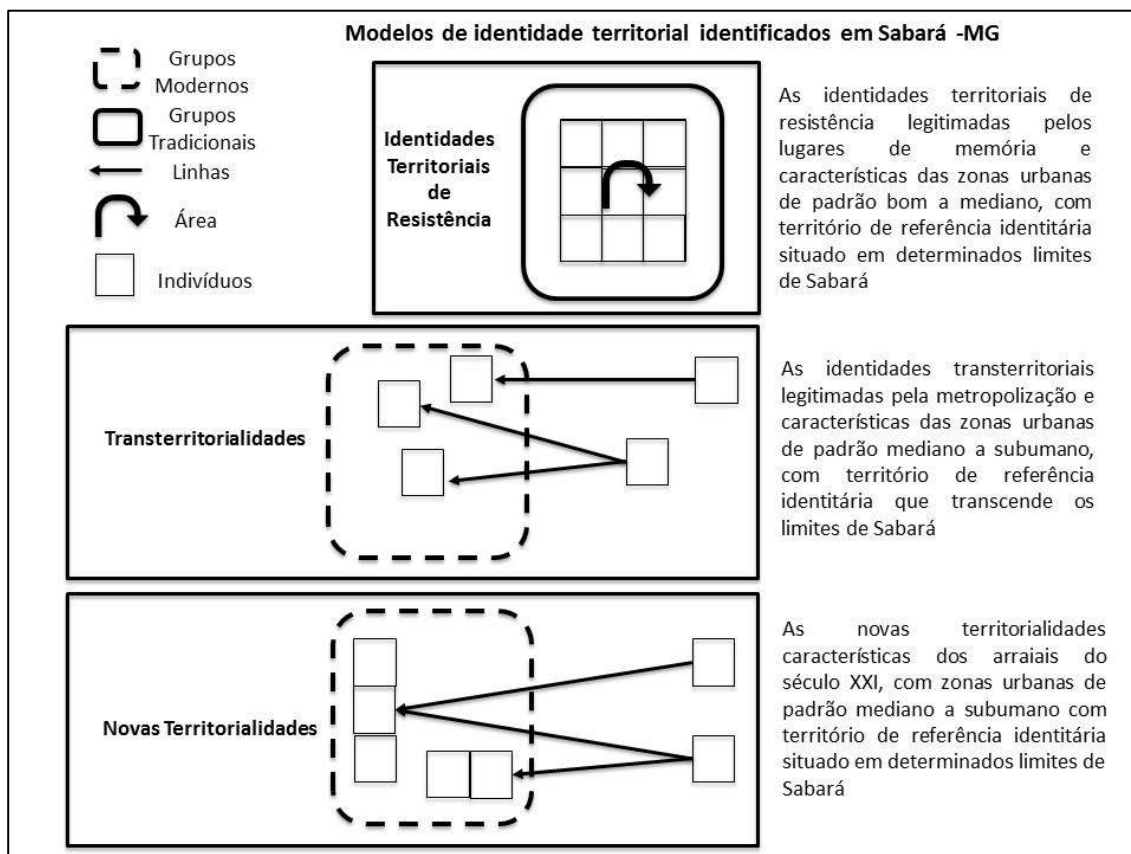 Modelos de identidade territorial identificados em Sabará -MG
Grupos
Modernos
Grupos
Tradicionais
Linhas
Área
Indivíduos
Identidades
Territoriais
de
Resistência
As identidades territoriais de
resistência legitimadas pelos
lugares de memória e
características das zonas urbanas
de padrão bom a mediano, com
território de referência identitária
situado em determinados limites
de Sabará
Transterritorialidades
As identidades transterritoriais
legitimadas pela metropolização e
características das zonas urbanas
de padrão mediano a subumano,
com território de referência
identitária que transcende os
limites de Sabará
Novas Territorialidades
As novas territorialidades
características dos arraiais do
século XXI, com zonas urbanas de
padrão mediano a subumano com
território de referência identitária
situado em determinados limites de
Sabará